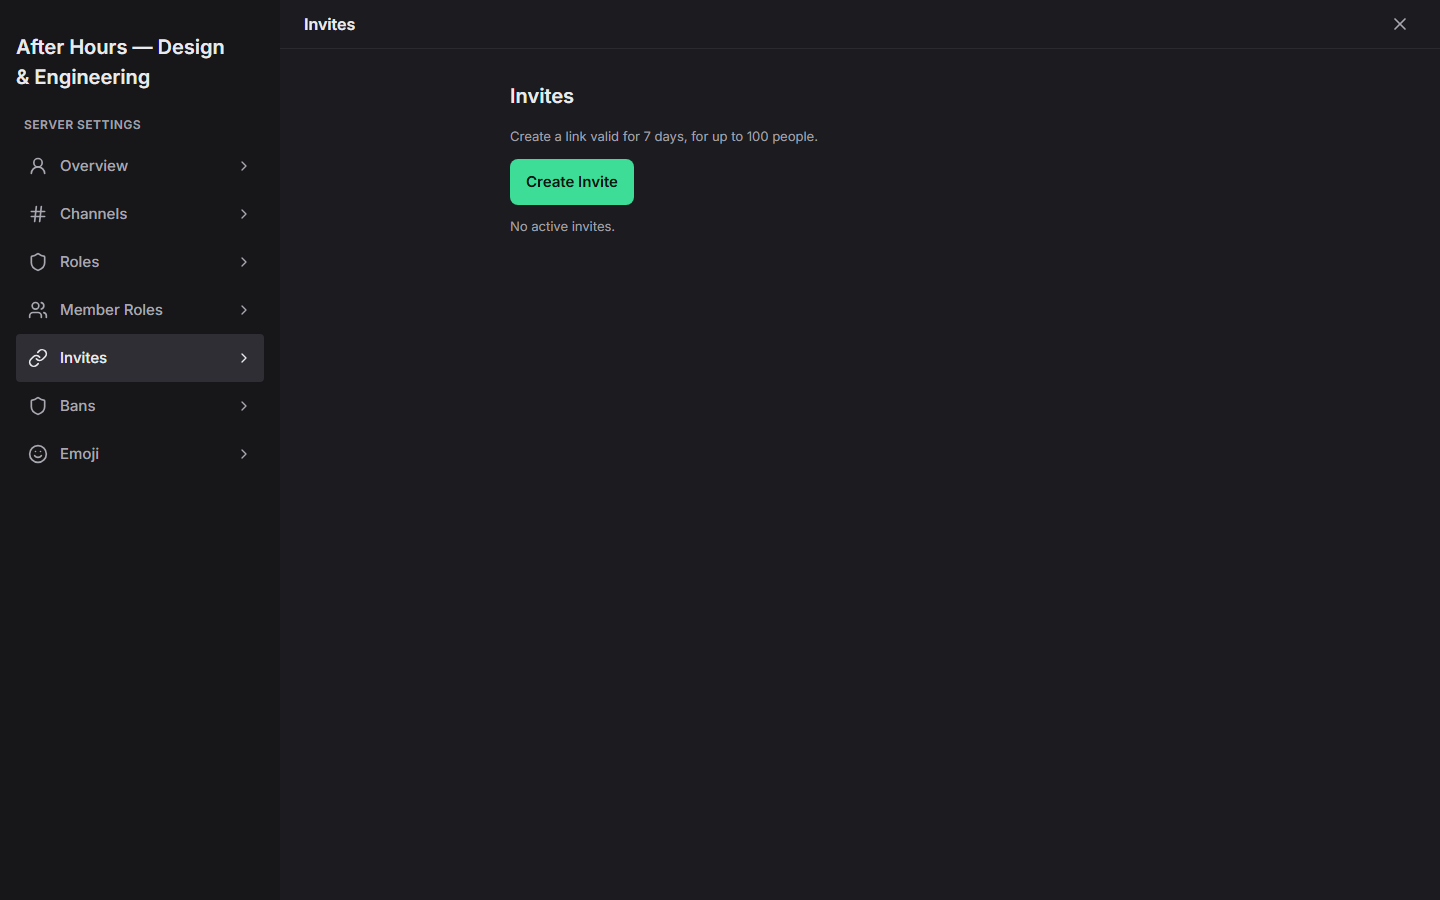 After Hours — Design
& Engineering
SERVER SETTINGS
Overview
Channels
Roles
Member Roles
Invites
Bans
Emoji
Invites
Invites
Create a link valid for 7 days, for up to 100 people.
Create Invite
No active invites.